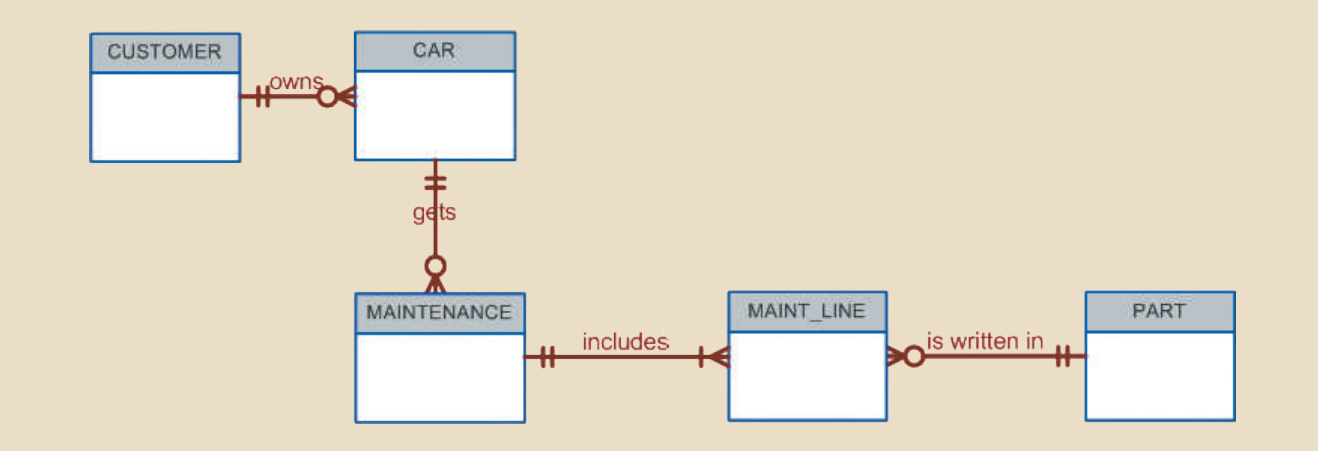 CUSTOMER
owns
CAR
gets
MAINTENANCE
includes
MAINT_LINE
is written in
PART